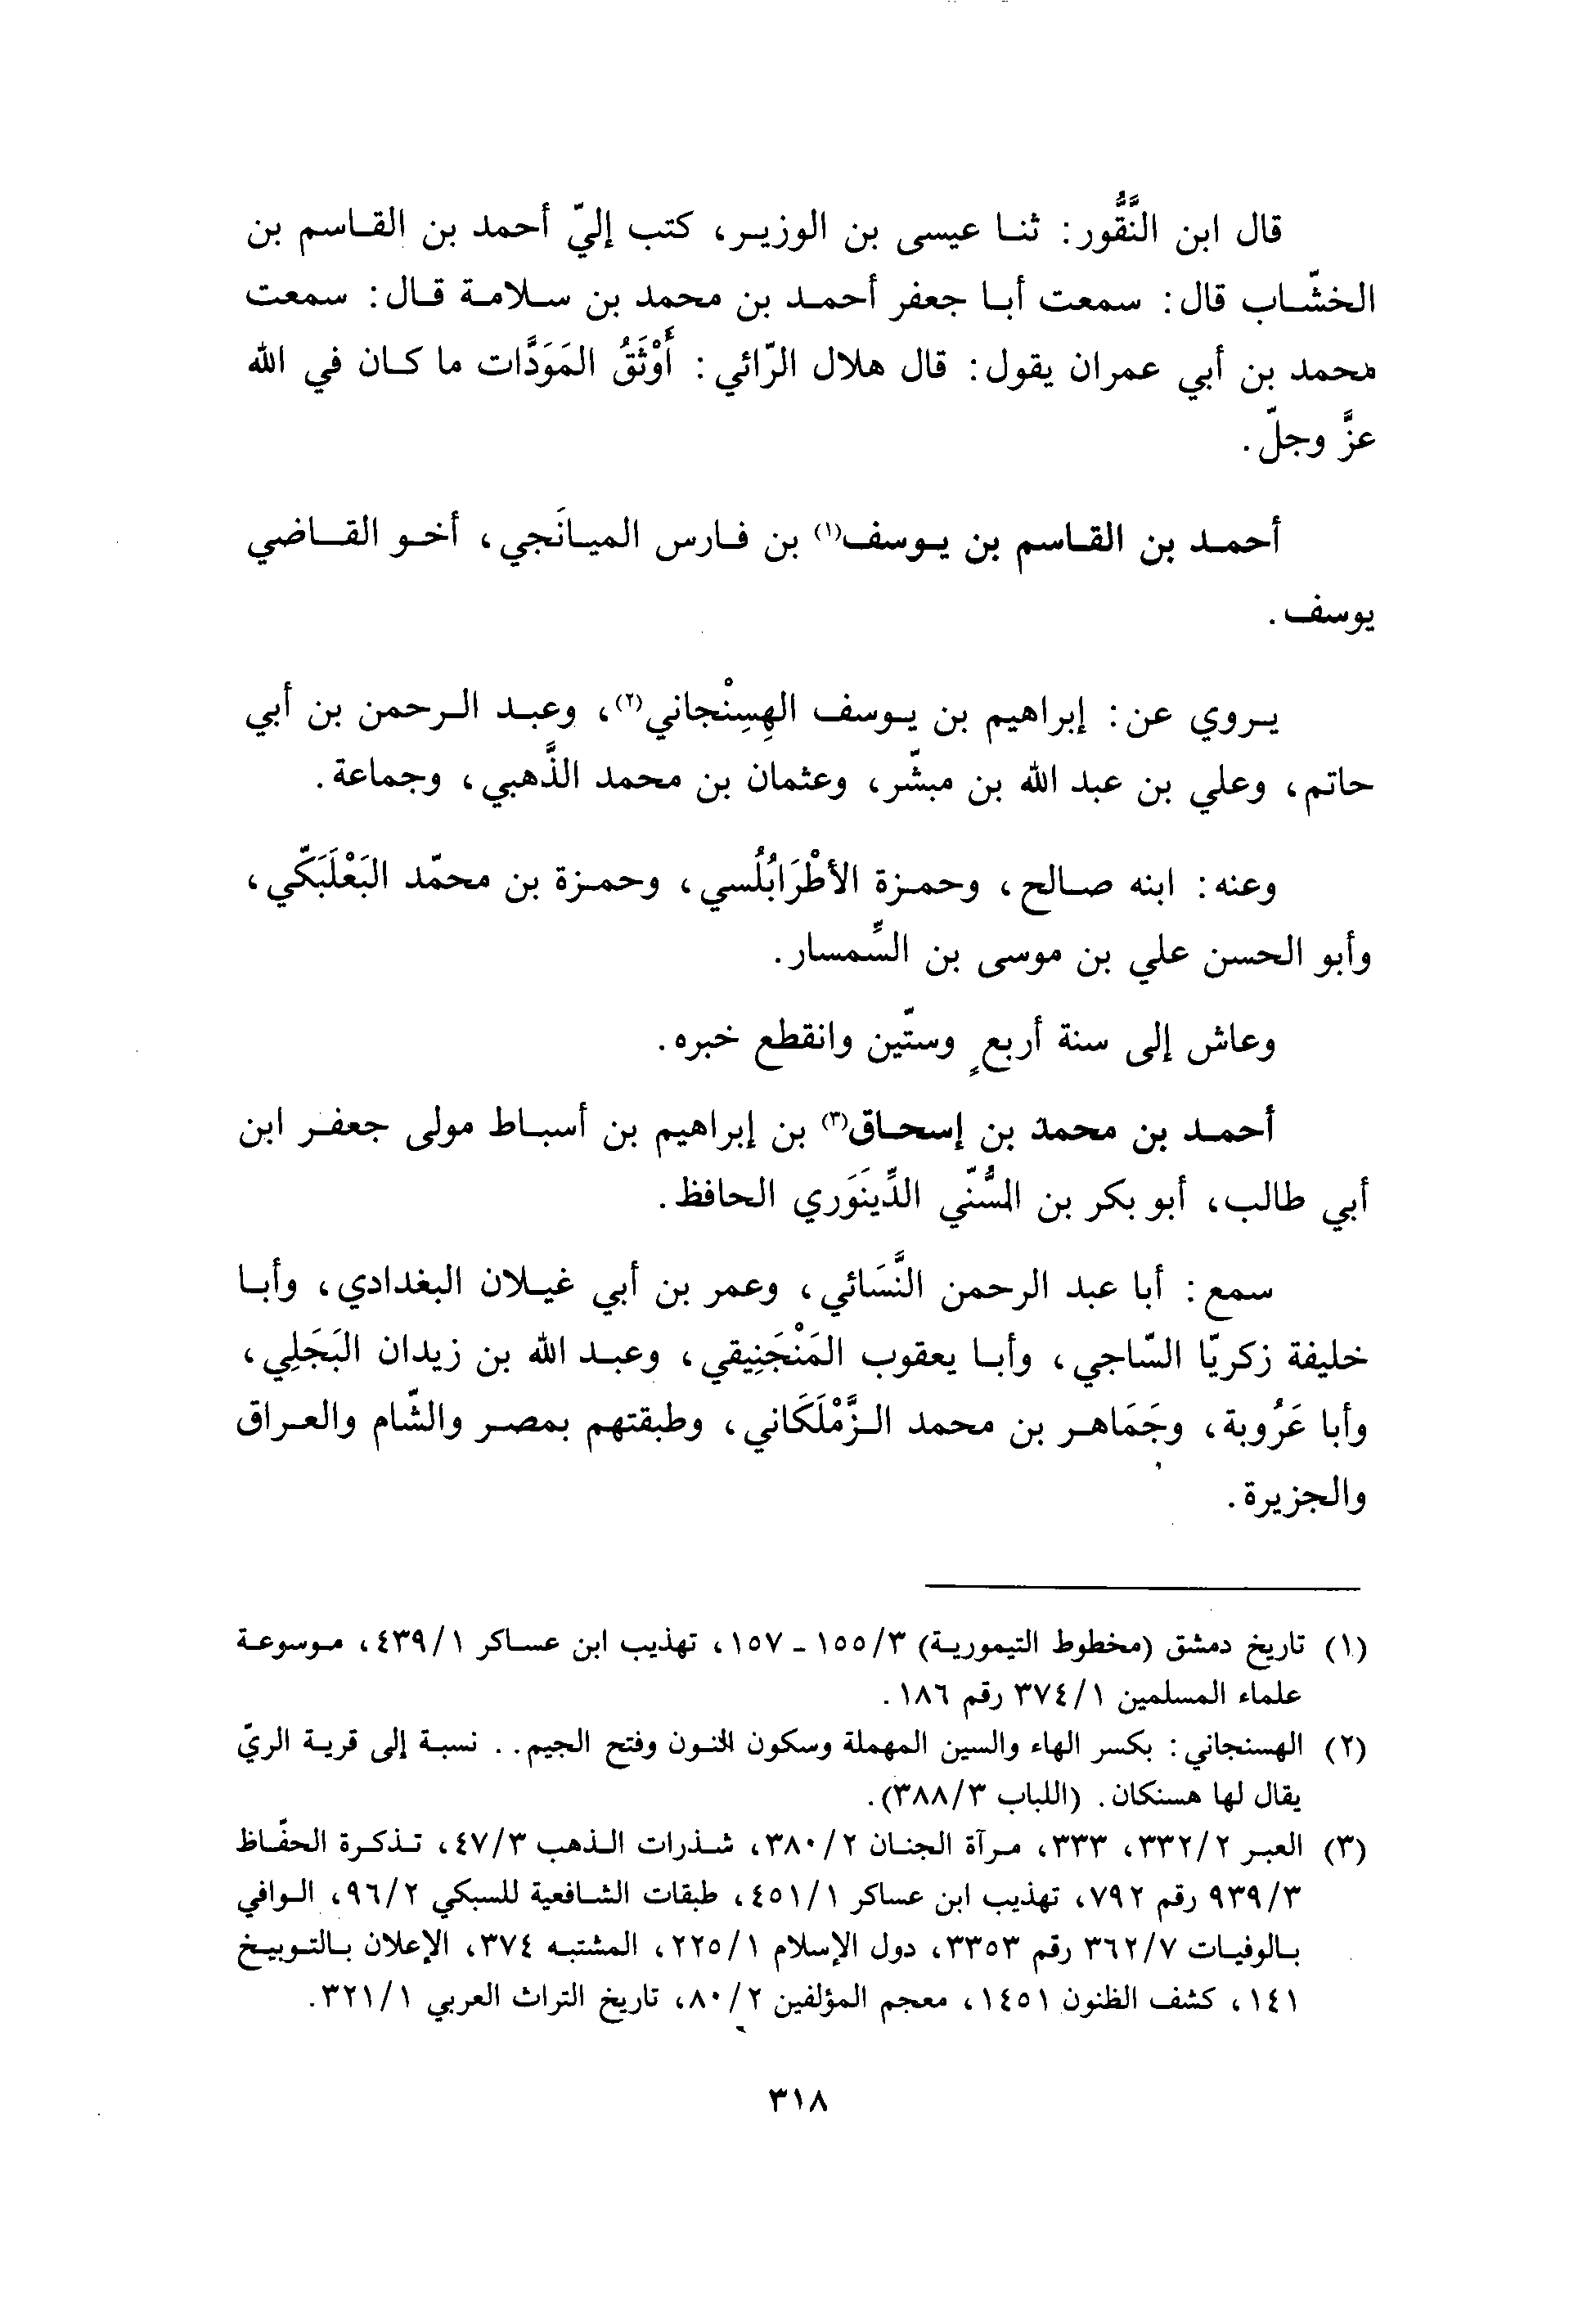 قال ابن النَّقُّور: ثنا عيسى بن الوزير، كتب إليّ أحمد بن القاسم بن
الخشّاب قال: سمعت أبا جعفر أحمد بن محمد بن سلامة قال: سمعت
محمد بن أبي عمران يقول: قال هلال الرّائي: أَوْثَقُ المَوَدَّات ما كان في الله
عزَّ وجلّ.
أحمد بن القاسم بن يوسف(١) بن فارس الميانَجي، أخو القاضي
يوسف.
يروي عن: إبراهيم بن يوسف الهِسِنْجاني(٢)، وعبد الرحمن بن أبي
حاتم، وعلي بن عبد الله بن مبشّر، وعثمان بن محمد الذَّهبي، وجماعة.
وعنه: ابنه صالح، وحمزة الأطْرَابُلُسي، وحمزة بن محمّد البَعْلَبَكّي،
وأبو الحسن علي بن موسى بن السِّمسار.
وعاش إلى سنة أربعٍ وستّين وانقطع خبره.
أحمد بن محمد بن إسحاق(٣) بن إبراهيم بن أسباط مولى جعفر ابن
أبي طالب، أبو بكر بن السُّنّي الدِّينَوَري الحافظ.
سمع: أبا عبد الرحمن النَّسَائي، وعمر بن أبي غيلان البغدادي، وأبا
خليفة زكريّا السّاجي، وأبا يعقوب المَنْجَنِيقي، وعبد الله بن زيدان البَجَلِي،
وأبا عَرُوبة، وجَمَاهر بن محمد الزَّمْلَكَاني، وطبقتهم بمصر والشّام والعراق
والجزيرة.
(١) تاريخ دمشق (مخطوط التيمورية) ٣/١٥٥ - ١٥٧، تهذيب ابن عساكر ١/٤٣٩، موسوعة
علماء المسلمين ١/٣٧٤ رقم ١٨٦.
(٢) الهسنجاني: بكسر الهاء والسين المهملة وسكون النون وفتح الجيم.. نسبة إلى قرية الريّ
يقال لها هسنكان. (اللباب ٣/٣٨٨).
(٣) العبر ٢/٣٣٢، ٣٣٣، مرآة الجنان ٢/٣٨٠، شذرات الذهب ٣/٤٧، تذكرة الحفّاظ
٣/٩٣٩ رقم ٧٩٢، تهذيب ابن عساكر ١/٤٥١، طبقات الشافعية للسبكي ٢/٩٦، الوافي
بالوفيات ٧/٣٦٢ رقم ٣٣٥٣، دول الإسلام ١/٢٢٥، المشتبه ٣٧٤، الإعلان بالتوبيخ
١٤١، كشف الظنون ١٤٥١، معجم المؤلفين ٢/٨٠، تاريخ التراث العربي ١/٣٢١.
٣١٨